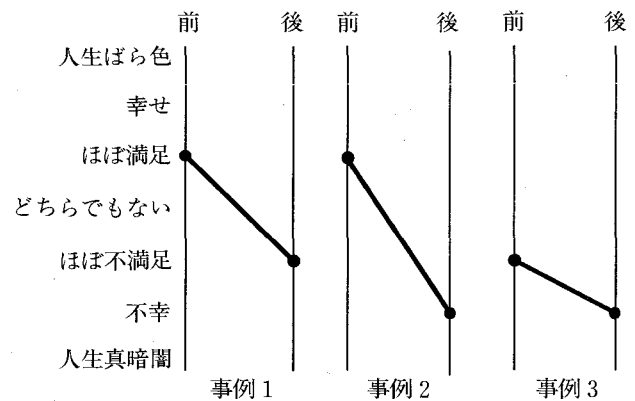 前 後 前 後 前 後
人生ばら色
幸せ
ほぼ満足
どちらでもない
ほぼ不満足
不幸
人生真暗闇
事例1 事例2 事例3